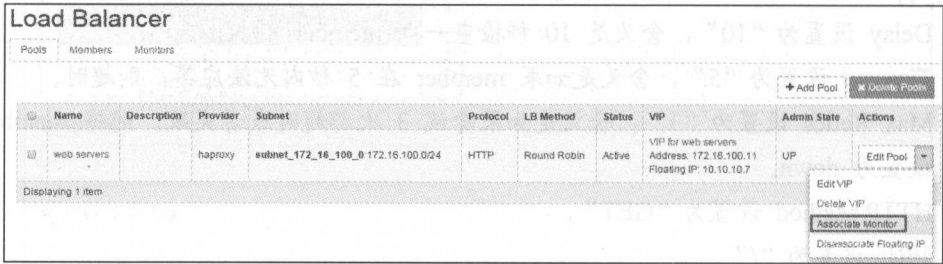 Load Balancer
Pools Members Monitors
+ Add Pool × Delete Pools
Name Description Provider Subnet Protocol LB Method Status VIP Admin State Actions
web servers haproxy subnet_172_16_100_0 172.16.100.0/24 HTTP Round Robin Active VIP for web servers UP Edit Pool
Address: 172.16.100.11
Floating IP: 10.10.10.7
Displaying 1 item
Edit VIP
Delete VIP
Associate Monitor
Disassociate Floating IP